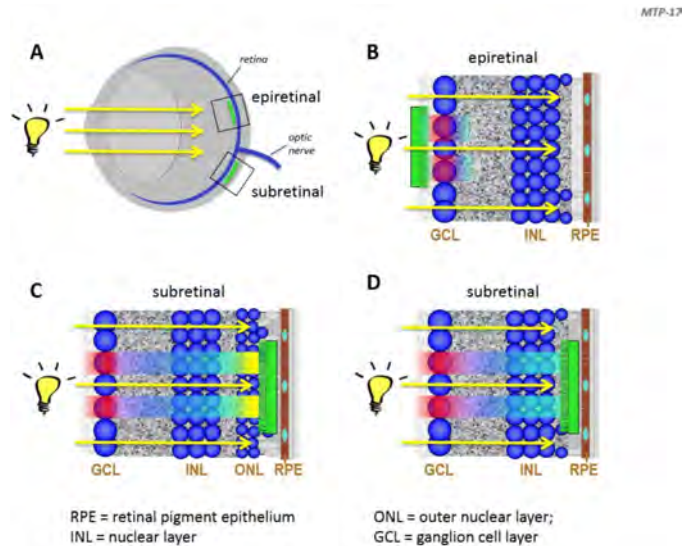 MTP-17
A
retina
epiretinal
optic
nerve
subretinal
B
epiretinal
GCL INL RPE
C
subretinal
GCL INL ONL RPE
D
subretinal
GCL INL RPE
RPE = retinal pigment epithelium
INL = nuclear layer
ONL = outer nuclear layer;
GCL = ganglion cell layer